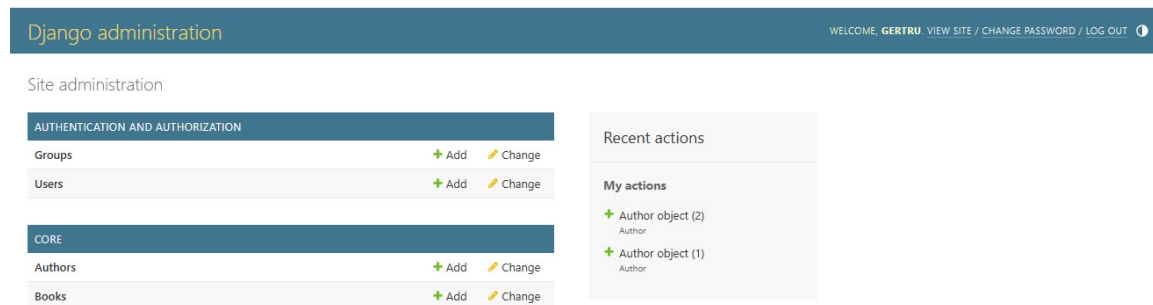 Django administration
WELCOME, GERTRU. VIEW SITE / CHANGE PASSWORD / LOG OUT
Site administration
AUTHENTICATION AND AUTHORIZATION
Groups + Add Change
Users + Add Change
CORE
Authors + Add Change
Books + Add Change
Recent actions
My actions
+ Author object (2)
Author
+ Author object (1)
Author